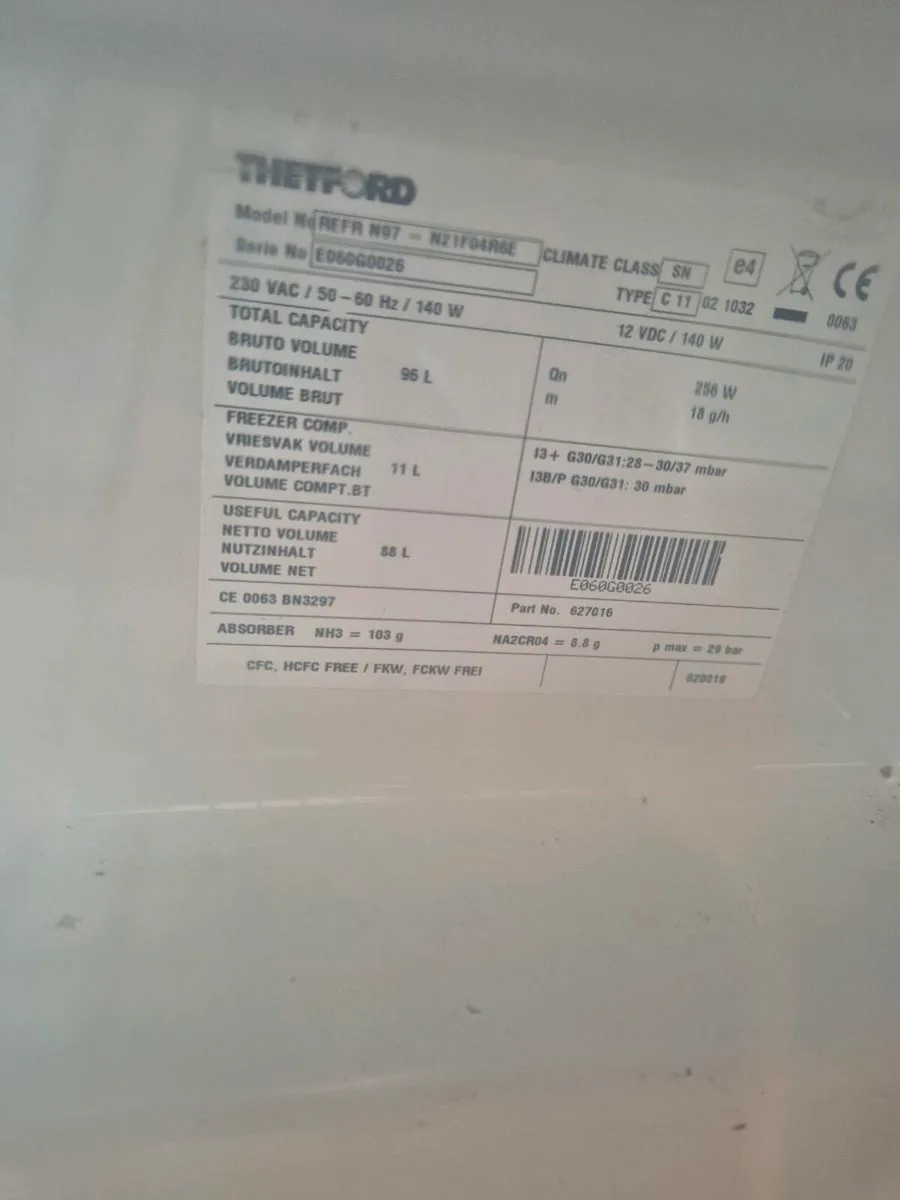 THETFORD
Model No REFR N97 = N21F04R6E CLIMATE CLASS SN e4 CE
Serie No E060G0026 TYPE C 11 02 1032 0063
230 VAC / 50-60 Hz / 140 W 12 VDC / 140 W IP 20
TOTAL CAPACITY
BRUTO VOLUME
BRUTOINHALT 96 L
VOLUME BRUT
Qn 256 W
m 18 g/h
FREEZER COMP.
VRIESVAK VOLUME
VERDAMPERFACH 11 L
VOLUME COMPT.BT
I3+ G30/G31:28-30/37 mbar
I3B/P G30/G31: 30 mbar
USEFUL CAPACITY
NETTO VOLUME
NUTZINHALT 88 L
VOLUME NET
E060G0026
CE 0063 BN3297 Part No. 627016
ABSORBER NH3 = 103 g NA2CR04 = 8.8 g p max = 29 bar
CFC, HCFC FREE / FKW, FCKW FREI 620019